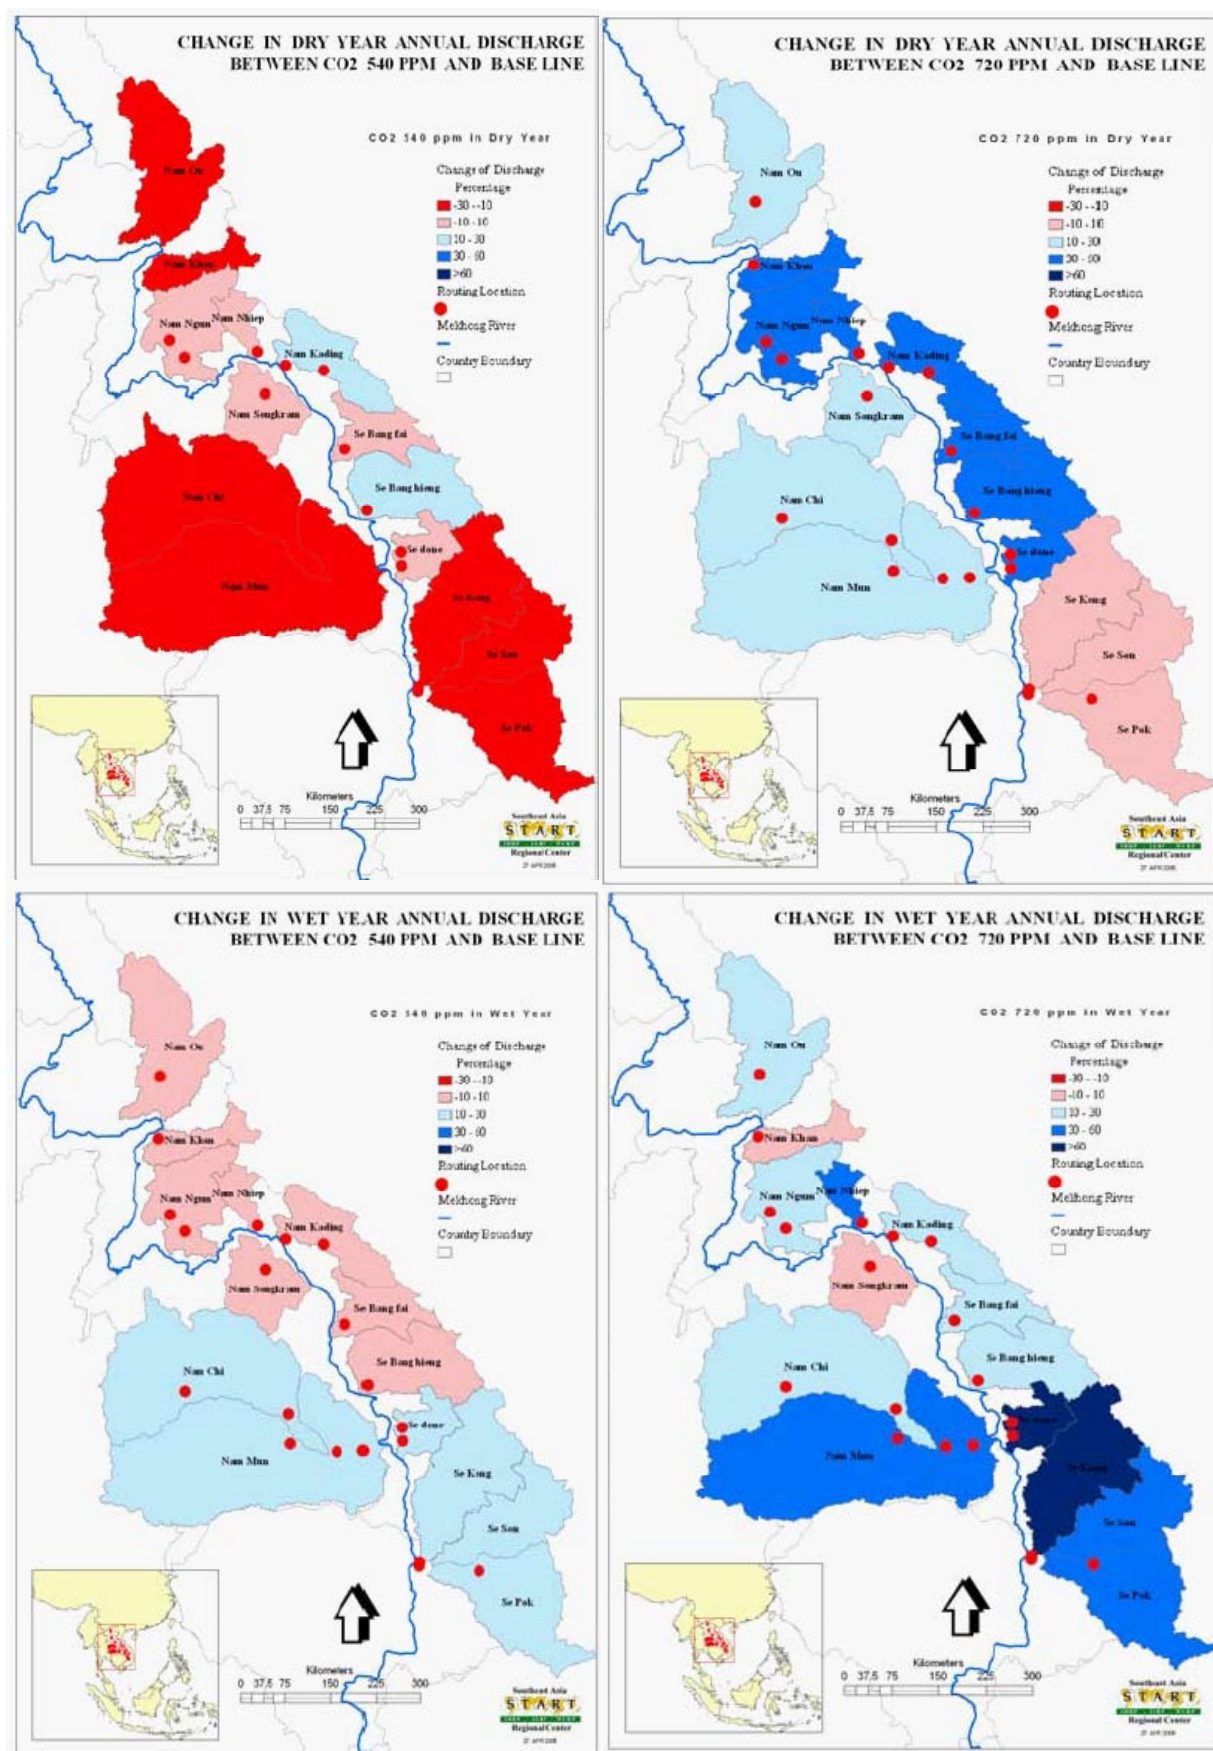 CHANGE IN DRY YEAR ANNUAL DISCHARGE
BETWEEN CO2 540 PPM AND BASE LINE
CO2 540 ppm in Dry Year
Change of Discharge
Percentage
-30 --10
-10 - 10
10 - 30
30 - 60
>60
Routing Location
Mekhong River
Country Boundary
Nam Ou
Nam Khan
Nam Ngun
Nam Nhiep
Nam Kading
Nam Songkram
Se Bang fai
Se Bang hieng
Nam Chi
Se done
Nam Mun
Se Kong
Se San
Se Pok
Kilometers
0 37.5 75 150 225 300
Southeast Asia
START
Regional Center
CHANGE IN DRY YEAR ANNUAL DISCHARGE
BETWEEN CO2 720 PPM AND BASE LINE
CO2 720 ppm in Dry Year
Change of Discharge
Percentage
-30 --10
-10 - 10
10 - 30
30 - 60
>60
Routing Location
Mekhong River
Country Boundary
Nam Ou
Nam Khan
Nam Ngun
Nam Nhiep
Nam Kading
Nam Songkram
Se Bang fai
Se Bang hieng
Nam Chi
Se done
Nam Mun
Se Kong
Se San
Se Pok
Kilometers
0 37.5 75 150 225 300
Southeast Asia
START
Regional Center
CHANGE IN WET YEAR ANNUAL DISCHARGE
BETWEEN CO2 540 PPM AND BASE LINE
CO2 540 ppm in Wet Year
Change of Discharge
Percentage
-30 --10
-10 - 10
10 - 30
30 - 60
>60
Routing Location
Mekhong River
Country Boundary
Nam Ou
Nam Khan
Nam Ngun
Nam Nhiep
Nam Kading
Nam Songkram
Se Bang fai
Se Bang hieng
Nam Chi
Se done
Nam Mun
Se Kong
Se San
Se Pok
Kilometers
0 37.5 75 150 225 300
Southeast Asia
START
Regional Center
CHANGE IN WET YEAR ANNUAL DISCHARGE
BETWEEN CO2 720 PPM AND BASE LINE
CO2 720 ppm in Wet Year
Change of Discharge
Percentage
-30 --10
-10 - 10
10 - 30
30 - 60
>60
Routing Location
Mekhong River
Country Boundary
Nam Ou
Nam Khan
Nam Ngun
Nam Nhiep
Nam Kading
Nam Songkram
Se Bang fai
Se Bang hieng
Nam Chi
Se done
Nam Mun
Se Kong
Se San
Se Pok
Kilometers
0 37.5 75 150 225 300
Southeast Asia
START
Regional Center